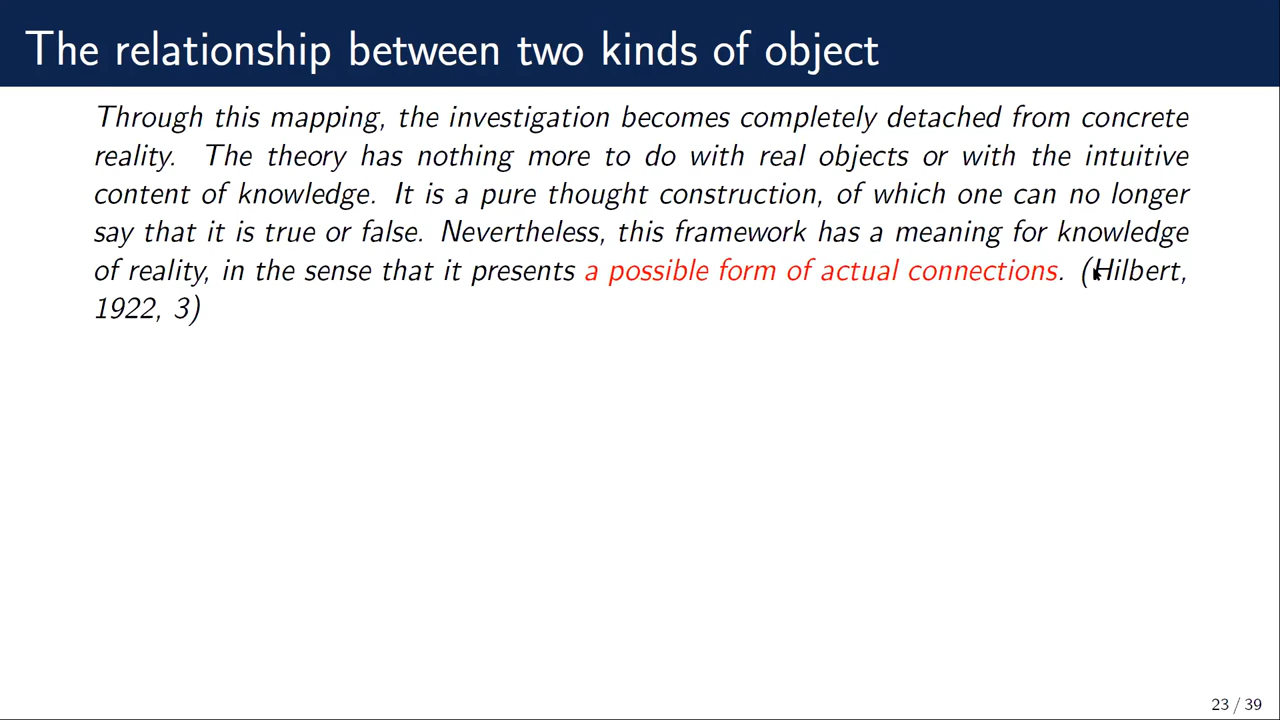 The relationship between two kinds of object
Through this mapping, the investigation becomes completely detached from concrete
reality. The theory has nothing more to do with real objects or with the intuitive
content of knowledge. It is a pure thought construction, of which one can no longer
say that it is true or false. Nevertheless, this framework has a meaning for knowledge
of reality, in the sense that it presents a possible form of actual connections. (Hilbert,
1922, 3)
23 / 39